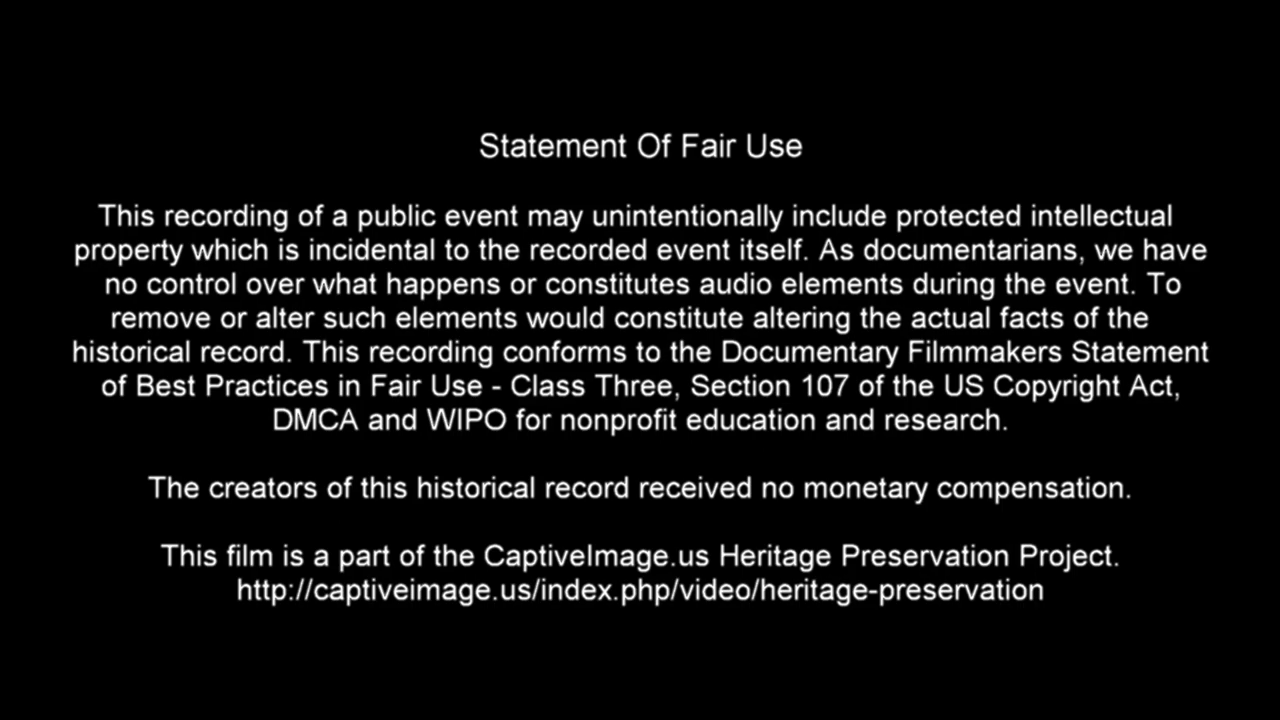 Statement Of Fair Use
This recording of a public event may unintentionally include protected intellectual
property which is incidental to the recorded event itself. As documentarians, we have
no control over what happens or constitutes audio elements during the event. To
remove or alter such elements would constitute altering the actual facts of the
historical record. This recording conforms to the Documentary Filmmakers Statement
of Best Practices in Fair Use - Class Three, Section 107 of the US Copyright Act,
DMCA and WIPO for nonprofit education and research.
The creators of this historical record received no monetary compensation.
This film is a part of the CaptiveImage.us Heritage Preservation Project.
http://captiveimage.us/index.php/video/heritage-preservation